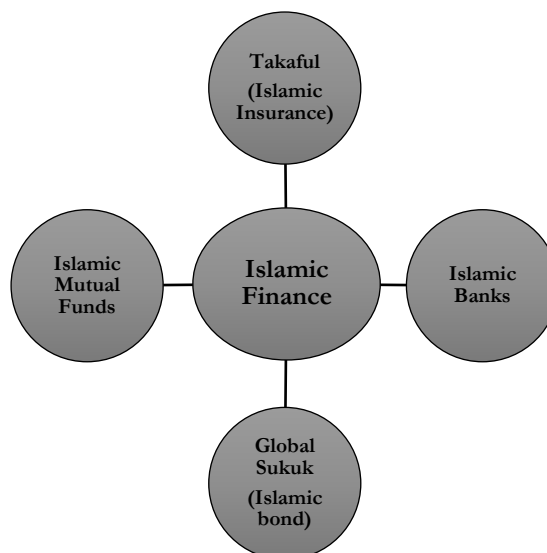 Takaful
(Islamic
Insurance)
Islamic
Mutual
Funds
Islamic
Finance
Islamic
Banks
Global
Sukuk
(Islamic
bond)